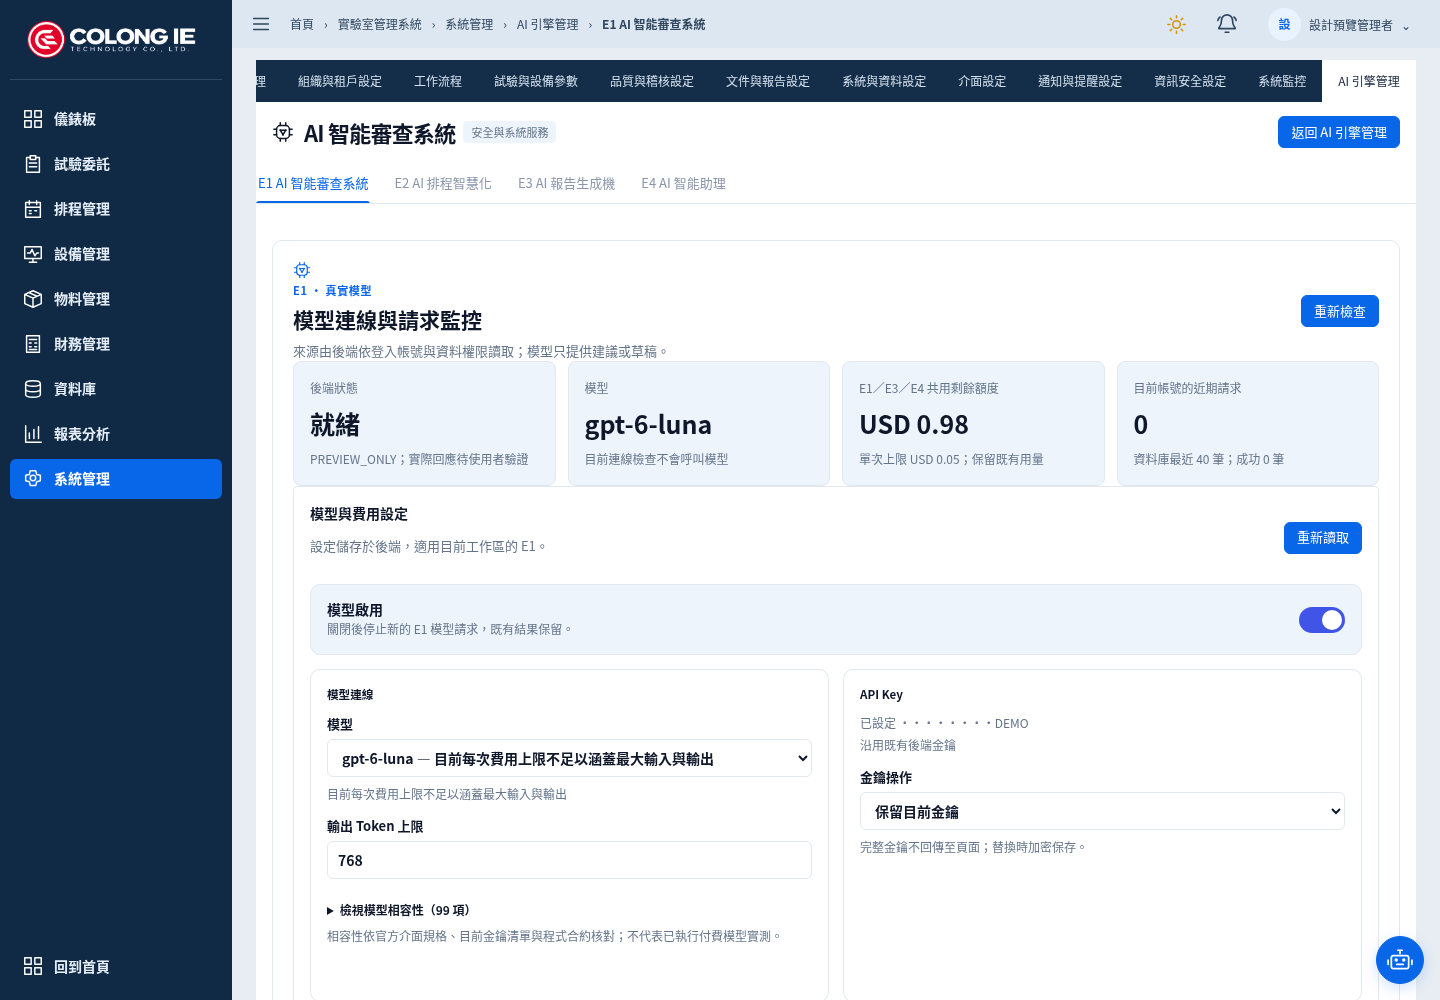 COLONG IE
TECHNOLOGY CO., LTD.
儀錶板
試驗委託
排程管理
設備管理
物料管理
財務管理
資料庫
報表分析
系統管理
回到首頁
首頁 › 實驗室管理系統 › 系統管理 › AI 引擎管理 › E1 AI 智能審查系統
設 設計預覽管理者
理 組織與租戶設定 工作流程 試驗與設備參數 品質與稽核設定 文件與報告設定 系統與資料設定 介面設定 通知與提醒設定 資訊安全設定 系統監控 AI 引擎管理
AI 智能審查系統 安全與系統服務
返回 AI 引擎管理
E1 AI 智能審查系統 E2 AI 排程智慧化 E3 AI 報告生成機 E4 AI 智能助理
E1 · 真實模型
模型連線與請求監控
重新檢查
來源由後端依登入帳號與資料權限讀取；模型只提供建議或草稿。
後端狀態
就緒
PREVIEW_ONLY；實際回應待使用者驗證
模型
gpt-6-luna
目前連線檢查不會呼叫模型
E1／E3／E4 共用剩餘額度
USD 0.98
單次上限 USD 0.05；保留既有用量
目前帳號的近期請求
0
資料庫最近 40 筆；成功 0 筆
模型與費用設定
設定儲存於後端，適用目前工作區的 E1。
重新讀取
模型啟用
關閉後停止新的 E1 模型請求，既有結果保留。
模型連線
模型
gpt-6-luna — 目前每次費用上限不足以涵蓋最大輸入與輸出
目前每次費用上限不足以涵蓋最大輸入與輸出
輸出 Token 上限
768
▶ 檢視模型相容性（99 項）
相容性依官方介面規格、目前金鑰清單與程式合約核對；不代表已執行付費模型實測。
API Key
已設定 ・・・・・・・・DEMO
沿用既有後端金鑰
金鑰操作
保留目前金鑰
完整金鑰不回傳至頁面；替換時加密保存。